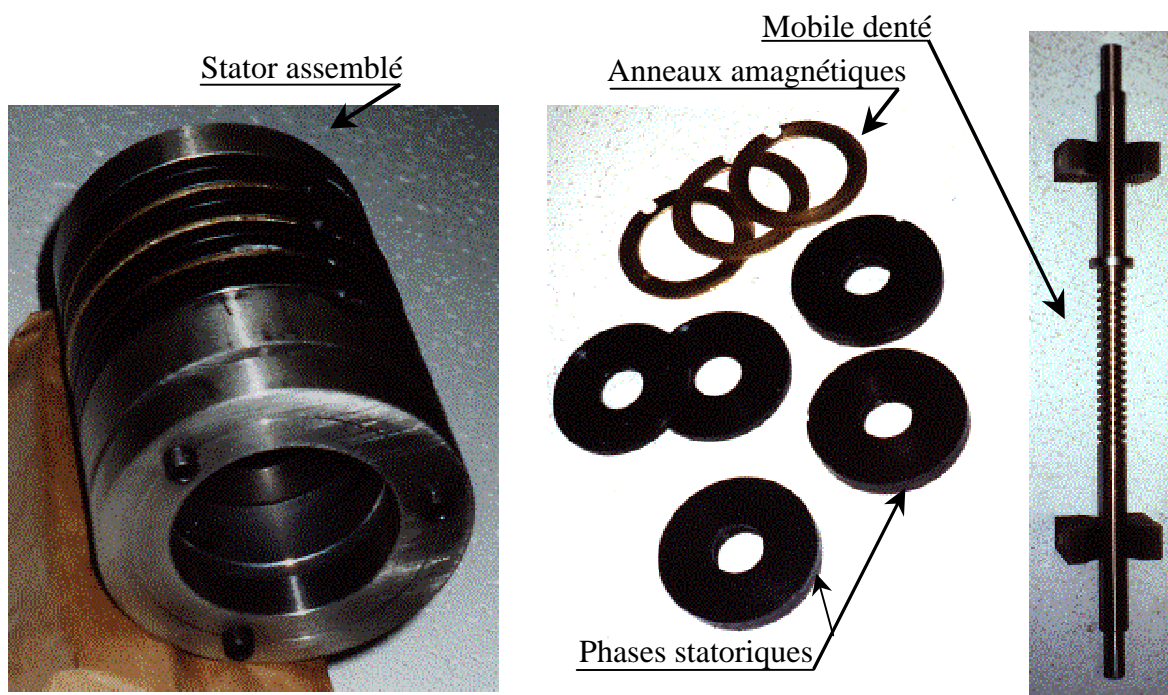 Mobile denté
Stator assemblé
Anneaux amagnétiques
Phases statoriques